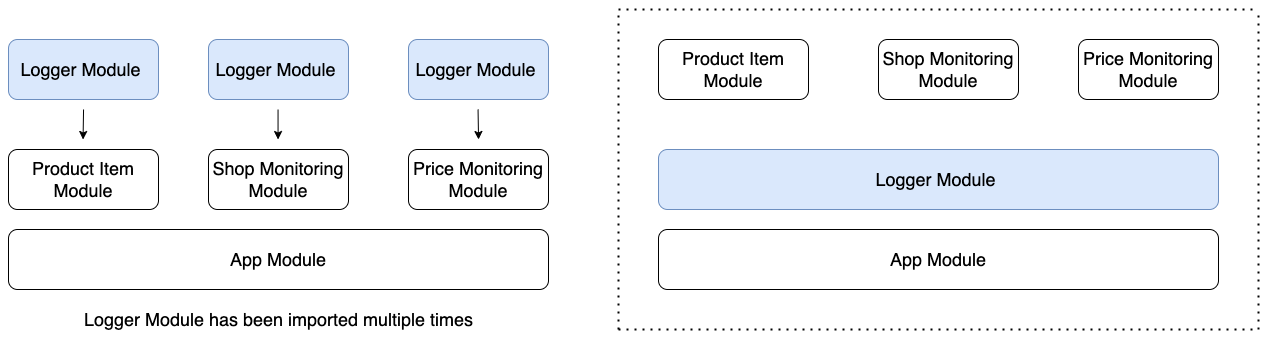 Logger Module
Logger Module
Logger Module
Product Item
Module
Shop Monitoring
Module
Price Monitoring
Module
App Module
Logger Module has been imported multiple times
Product Item
Module
Shop Monitoring
Module
Price Monitoring
Module
Logger Module
App Module